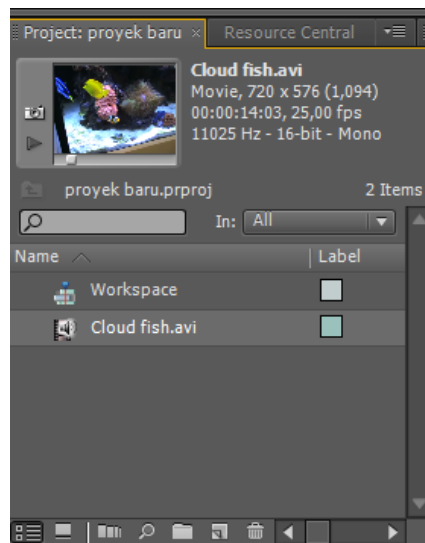 Project: proyek baru × Resource Central
Cloud fish.avi
Movie, 720 x 576 (1,094)
00:00:14:03, 25,00 fps
11025 Hz - 16-bit - Mono
proyek baru.prproj 2 Items
In: All
Name Label
Workspace
Cloud fish.avi